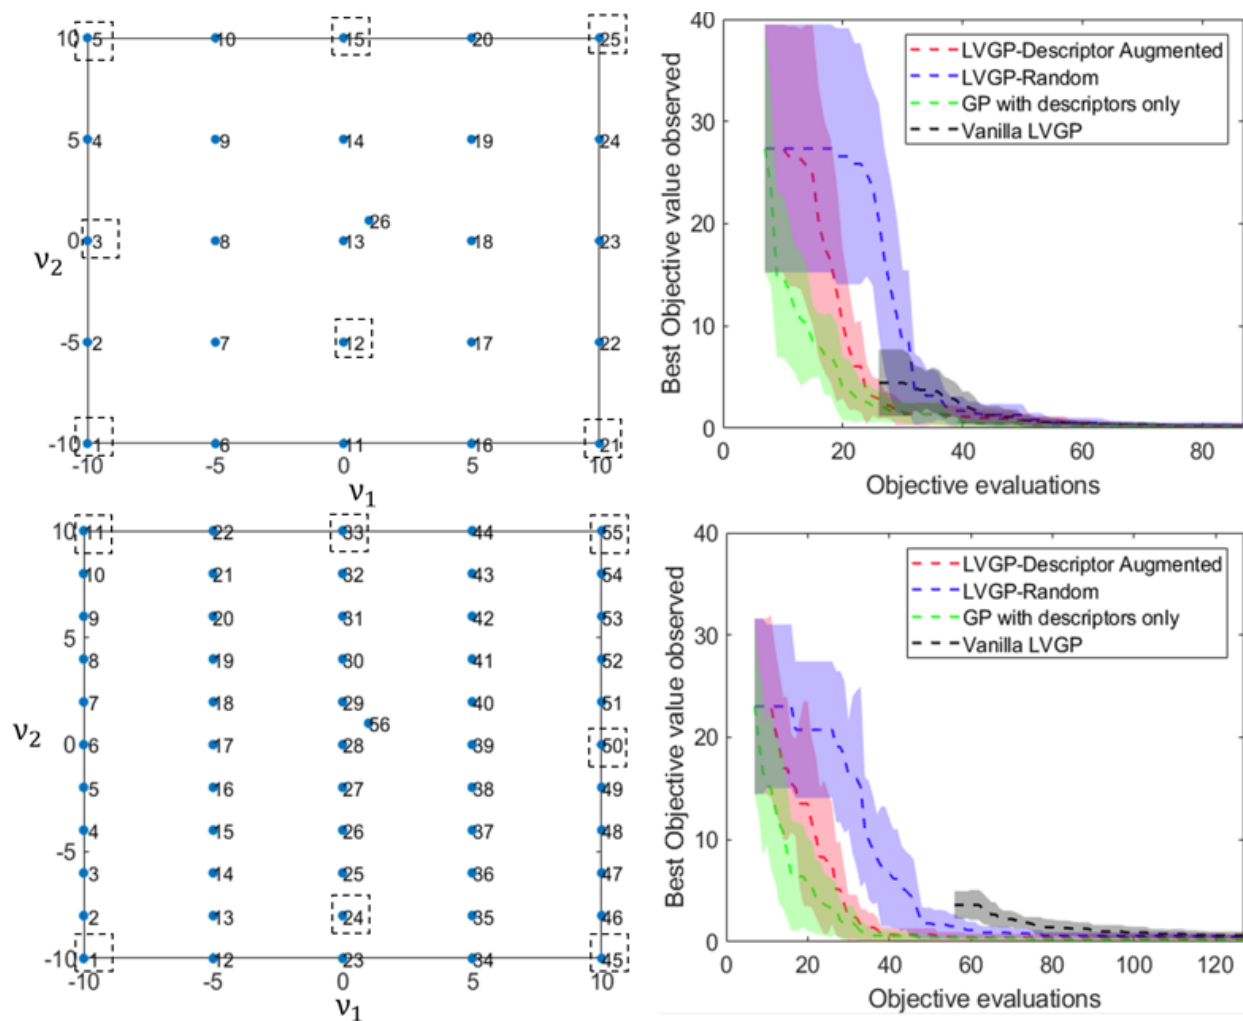 10 5 10 15 20 25
5 4 9 14 19 24
26
0 3 8 13 18 23
ν2
-5 2 7 12 17 22
-10 1 6 11 16 21
-10 -5 0 5 10
ν1
40
30
20
10
0
Best Objective value observed
LVGP-Descriptor Augmented
LVGP-Random
GP with descriptors only
Vanilla LVGP
0 20 40 60 80
Objective evaluations
10 11 22 33 44 55
10 21 32 43 54
9 20 31 42 53
5
8 19 30 41 52
7 18 29 40 51
56
ν2
0 6 17 28 39 50
5 16 27 38 49
4 15 26 37 48
-5
3 14 25 36 47
2 13 24 35 46
-10 1 12 23 34 45
-10 -5 0 5 10
ν1
40
30
20
10
0
Best Objective value observed
LVGP-Descriptor Augmented
LVGP-Random
GP with descriptors only
Vanilla LVGP
0 20 40 60 80 100 120
Objective evaluations